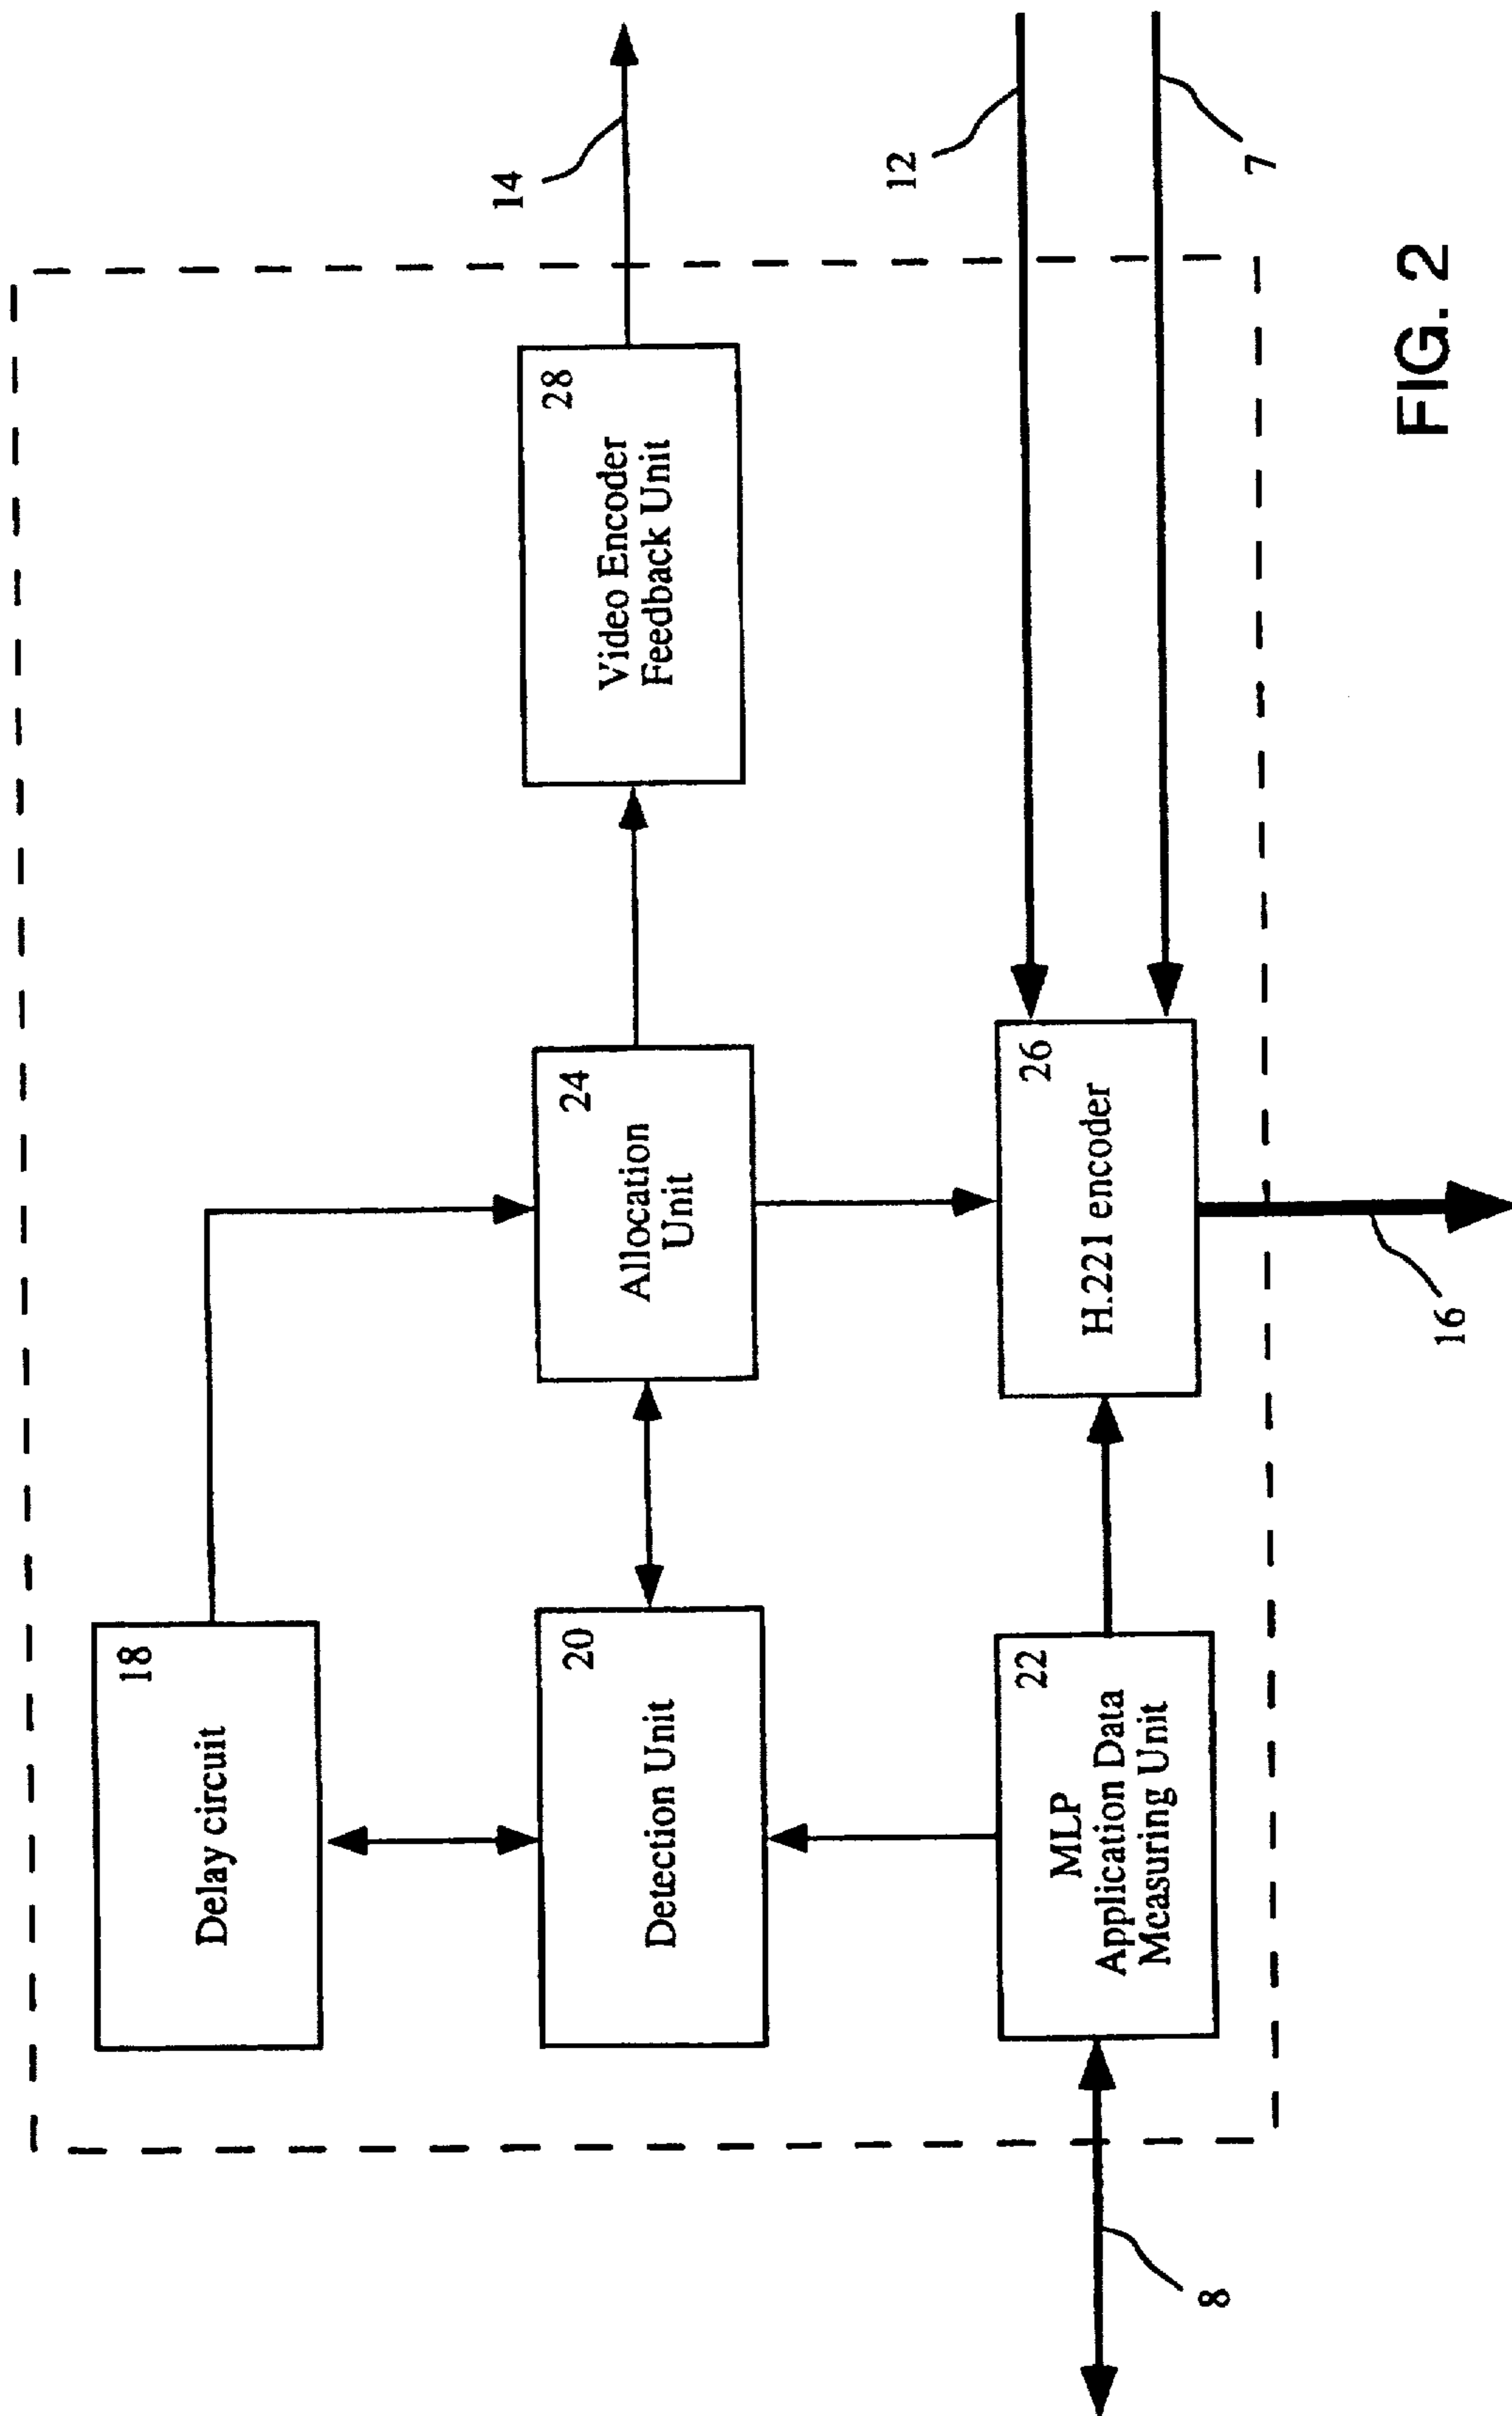 14
12
7
Delay circuit
18
Detection Unit
20
Allocation
Unit
24
Video Encoder
Feedback Unit
28
MLP
Application Data
Measuring Unit
22
H.221 encoder
26
8
16
FIG. 2